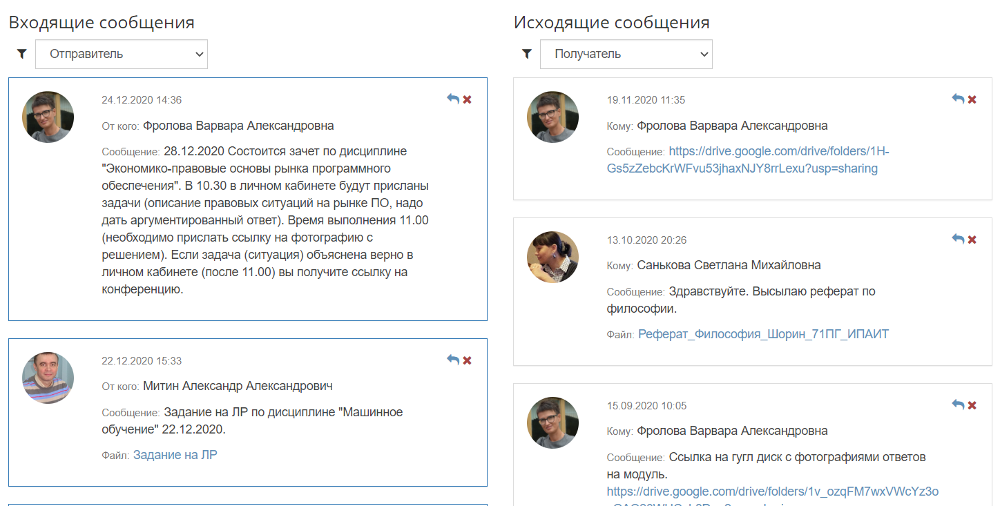 Входящие сообщения
Отправитель
24.12.2020 14:36
От кого: Фролова Варвара Александровна
Сообщение: 28.12.2020 Состоится зачет по дисциплине
"Экономико-правовые основы рынка программного
обеспечения". В 10.30 в личном кабинете будут присланы
задачи (описание правовых ситуаций на рынке ПО, надо
дать аргументированный ответ). Время выполнения 11.00
(необходимо прислать ссылку на фотографию с
решением). Если задача (ситуация) объяснена верно в
личном кабинете (после 11.00) вы получите ссылку на
конференцию.
22.12.2020 15:33
От кого: Митин Александр Александрович
Сообщение: Задание на ЛР по дисциплине "Машинное
обучение" 22.12.2020.
Файл: Задание на ЛР
Исходящие сообщения
Получатель
19.11.2020 11:35
Кому: Фролова Варвара Александровна
Сообщение: https://drive.google.com/drive/folders/1H-
Gs5zZebcKrWFvu53jhaxNJY8rrLexu?usp=sharing
13.10.2020 20:26
Кому: Санькова Светлана Михайловна
Сообщение: Здравствуйте. Высылаю реферат по
философии.
Файл: Реферат_Философия_Шорин_71ПГ_ИПАИТ
15.09.2020 10:05
Кому: Фролова Варвара Александровна
Сообщение: Ссылка на гугл диск с фотографиями ответов
на модуль.
https://drive.google.com/drive/folders/1v_ozqFM7wxVWcYz3o